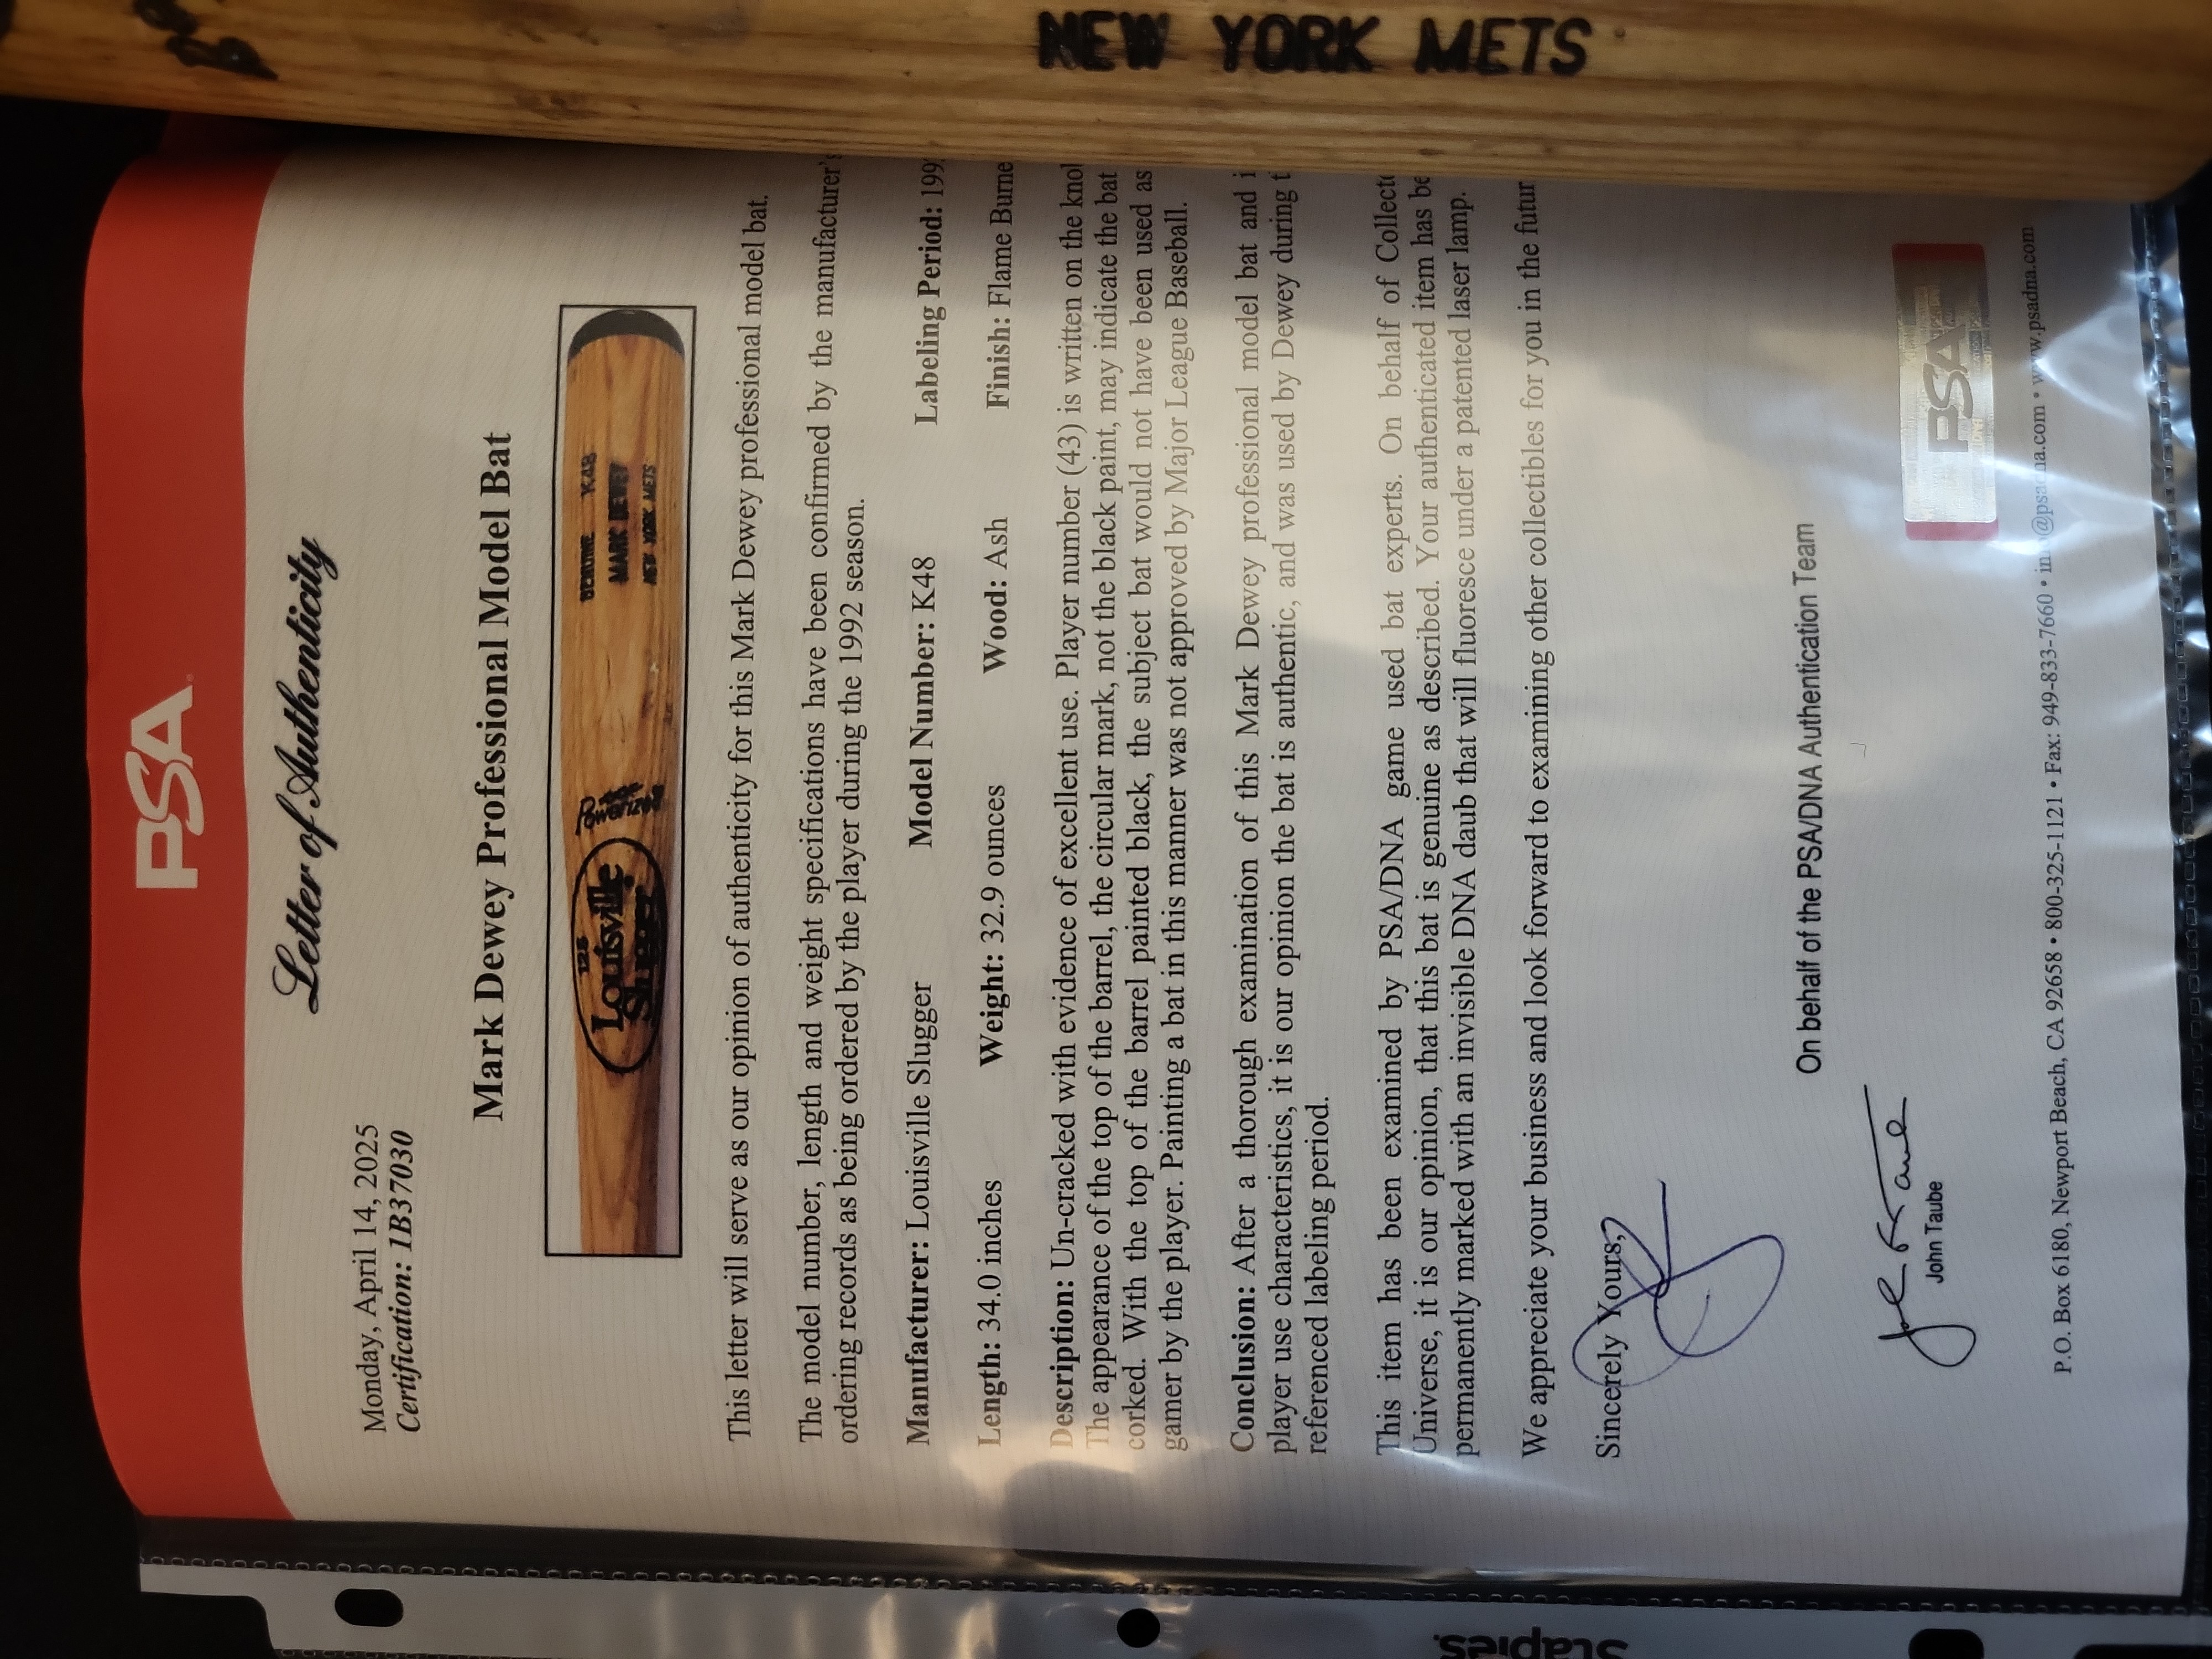 NEW YORK METS
PSA
Letter of Authenticity
Monday, April 14, 2025
Certification: 1B37030
Mark Dewey Professional Model Bat
125
Louisville
Slugger
Powerized
GENUINE K48
MARK DEWEY
NEW YORK METS
This letter will serve as our opinion of authenticity for this Mark Dewey professional model bat.
The model number, length and weight specifications have been confirmed by the manufacturer's
ordering records as being ordered by the player during the 1992 season.
Manufacturer: Louisville Slugger Model Number: K48 Labeling Period: 199
Length: 34.0 inches Weight: 32.9 ounces Wood: Ash Finish: Flame Burne
Description: Un-cracked with evidence of excellent use. Player number (43) is written on the kno
The appearance of the top of the barrel, the circular mark, not the black paint, may indicate the bat
corked. With the top of the barrel painted black, the subject bat would not have been used as
gamer by the player. Painting a bat in this manner was not approved by Major League Baseball.
Conclusion: After a thorough examination of this Mark Dewey professional model bat and i
player use characteristics, it is our opinion the bat is authentic, and was used by Dewey during t
referenced labeling period.
This item has been examined by PSA/DNA game used bat experts. On behalf of Collect
Universe, it is our opinion, that this bat is genuine as described. Your authenticated item has be
permanently marked with an invisible DNA daub that will fluoresce under a patented laser lamp.
We appreciate your business and look forward to examining other collectibles for you in the futur
Sincerely Yours,
John Taube
On behalf of the PSA/DNA Authentication Team
PSA
P.O. Box 6180, Newport Beach, CA 92658 • 800-325-1121 • Fax: 949-833-7660 • info@psadna.com • www.psadna.com
Staples.